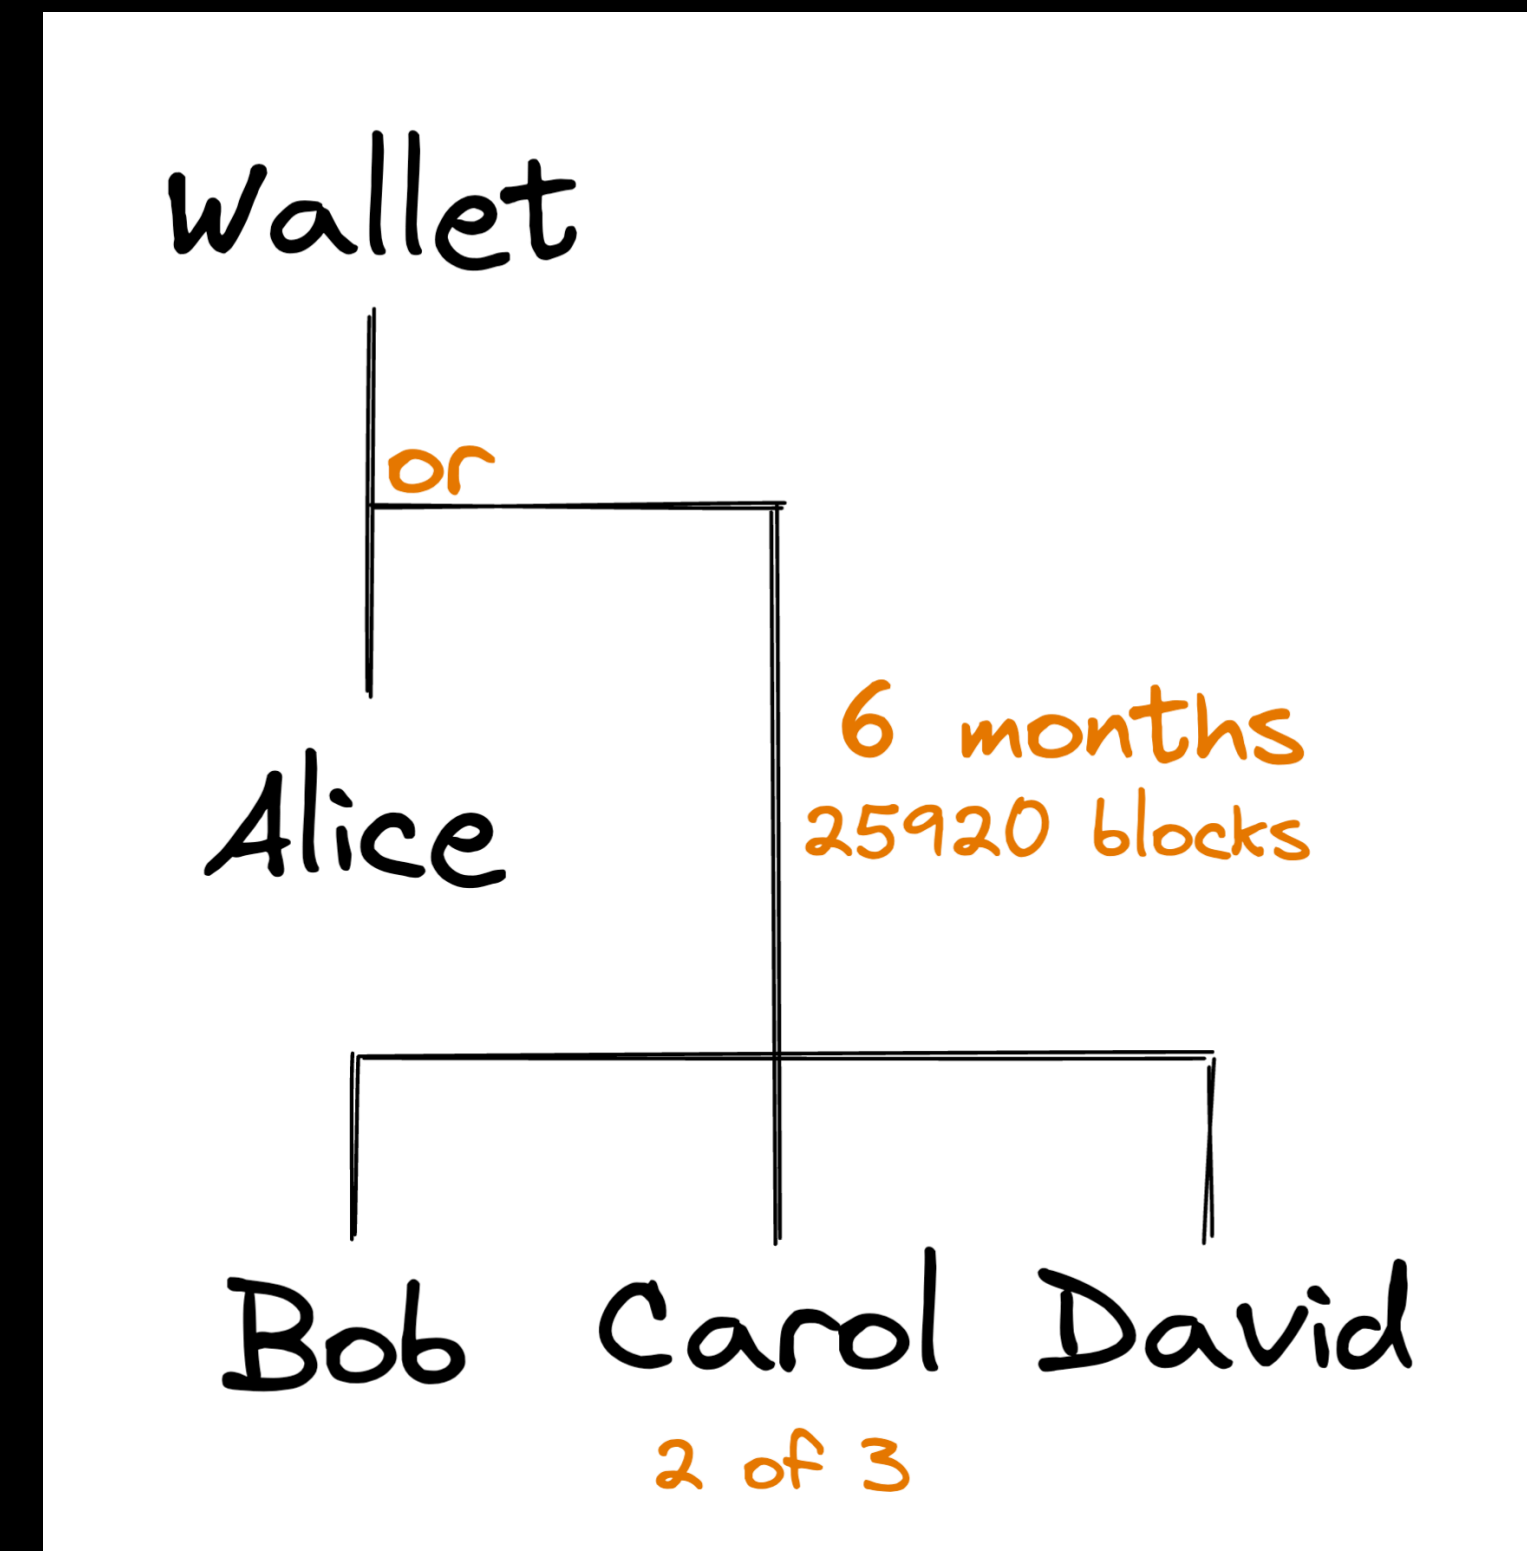 Wallet
or
6 months
25920 blocks
Alice
Bob Carol David
2 of 3